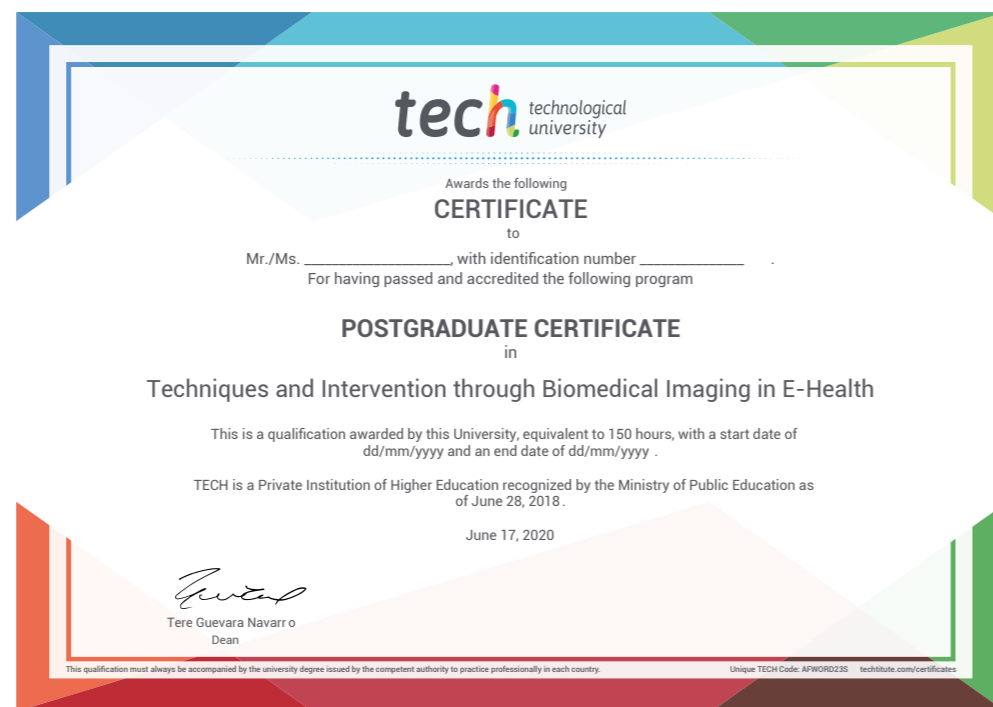 tech technological
university
Awards the following
CERTIFICATE
to
Mr./Ms. ____________________, with identification number ______________ .
For having passed and accredited the following program
POSTGRADUATE CERTIFICATE
in
Techniques and Intervention through Biomedical Imaging in E-Health
This is a qualification awarded by this University, equivalent to 150 hours, with a start date of
dd/mm/yyyy and an end date of dd/mm/yyyy .
TECH is a Private Institution of Higher Education recognized by the Ministry of Public Education as
of June 28, 2018.
June 17, 2020
Tere Guevara Navarro
Dean
This qualification must always be accompanied by the university degree issued by the competent authority to practice professionally in each country.
Unique TECH Code: AFWORD23S techtitute.com/certificates